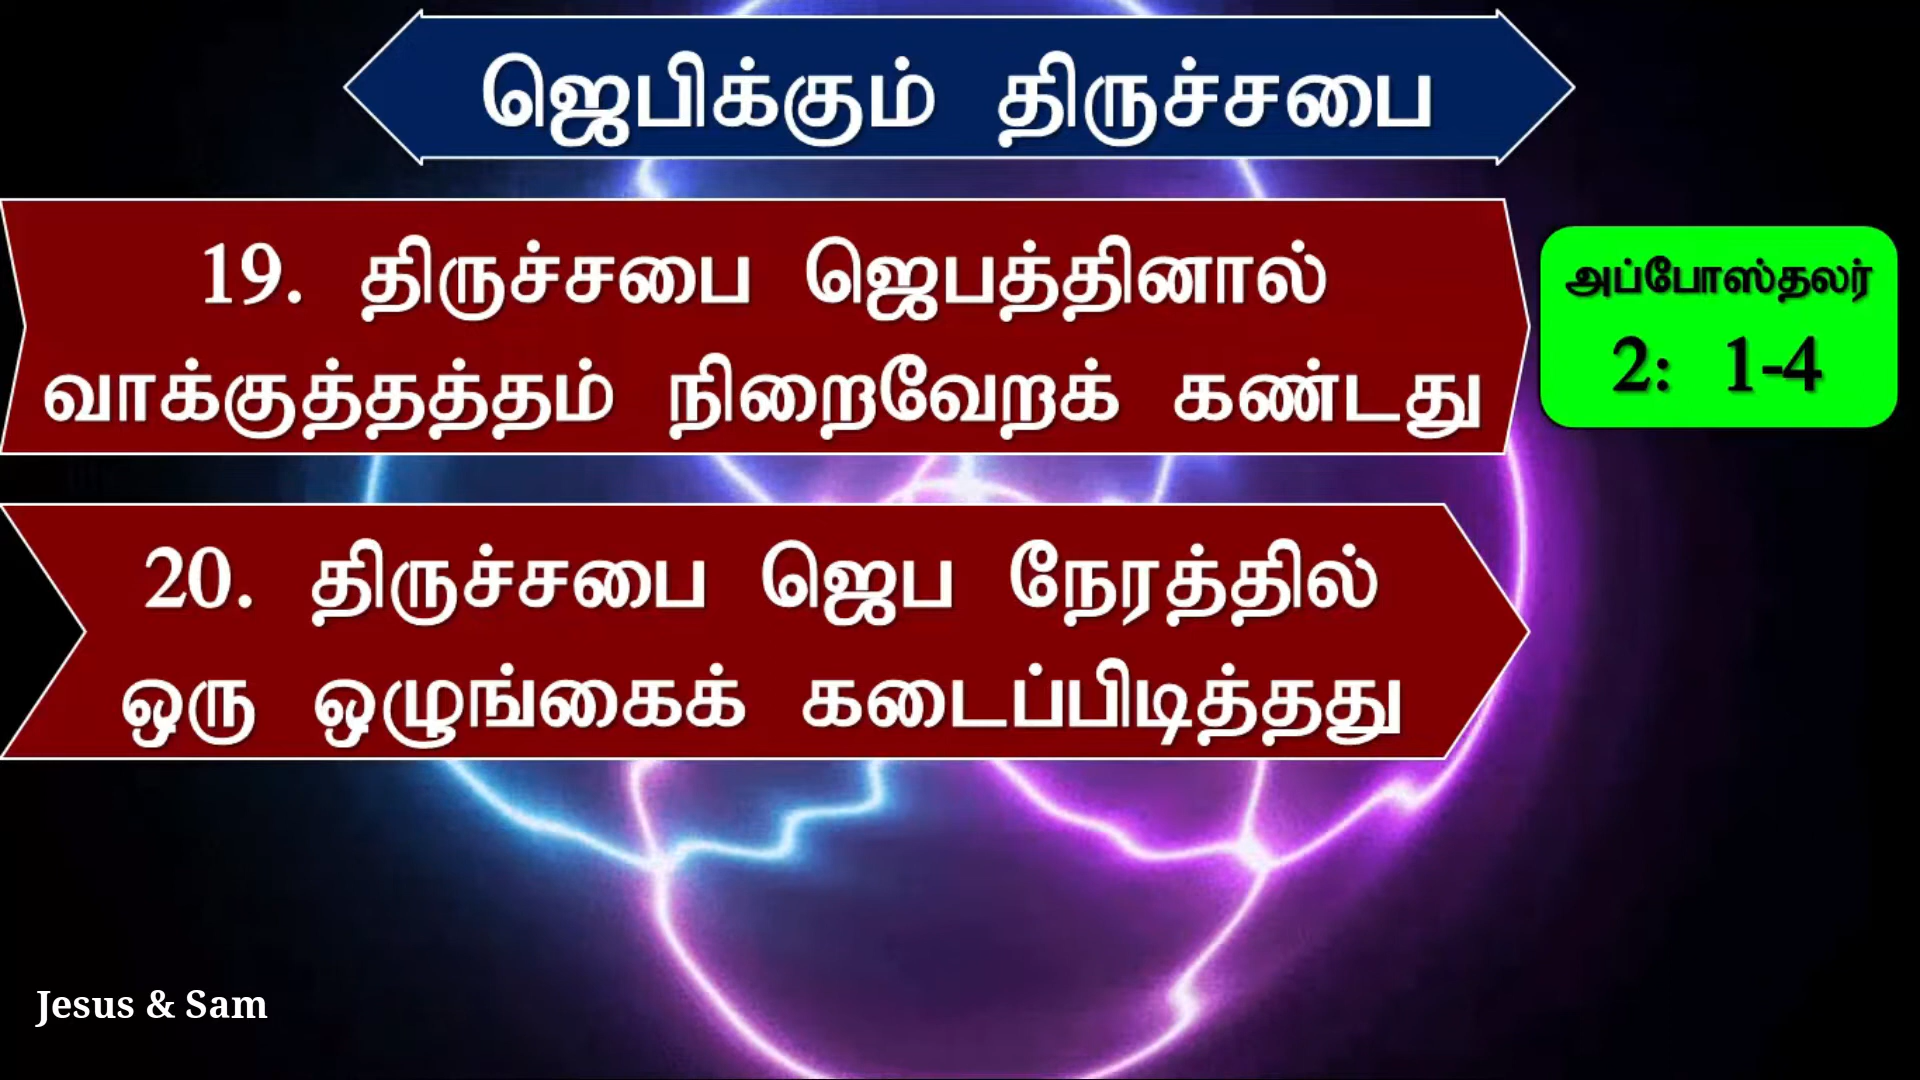 ஜெபிக்கும் திருச்சபை
19. திருச்சபை ஜெபத்தினால்
வாக்குத்தத்தம் நிறைவேறக் கண்டது
அப்போஸ்தலர்
2: 1-4
20. திருச்சபை ஜெப நேரத்தில்
ஒரு ஒழுங்கைக் கடைப்பிடித்தது
Jesus & Sam